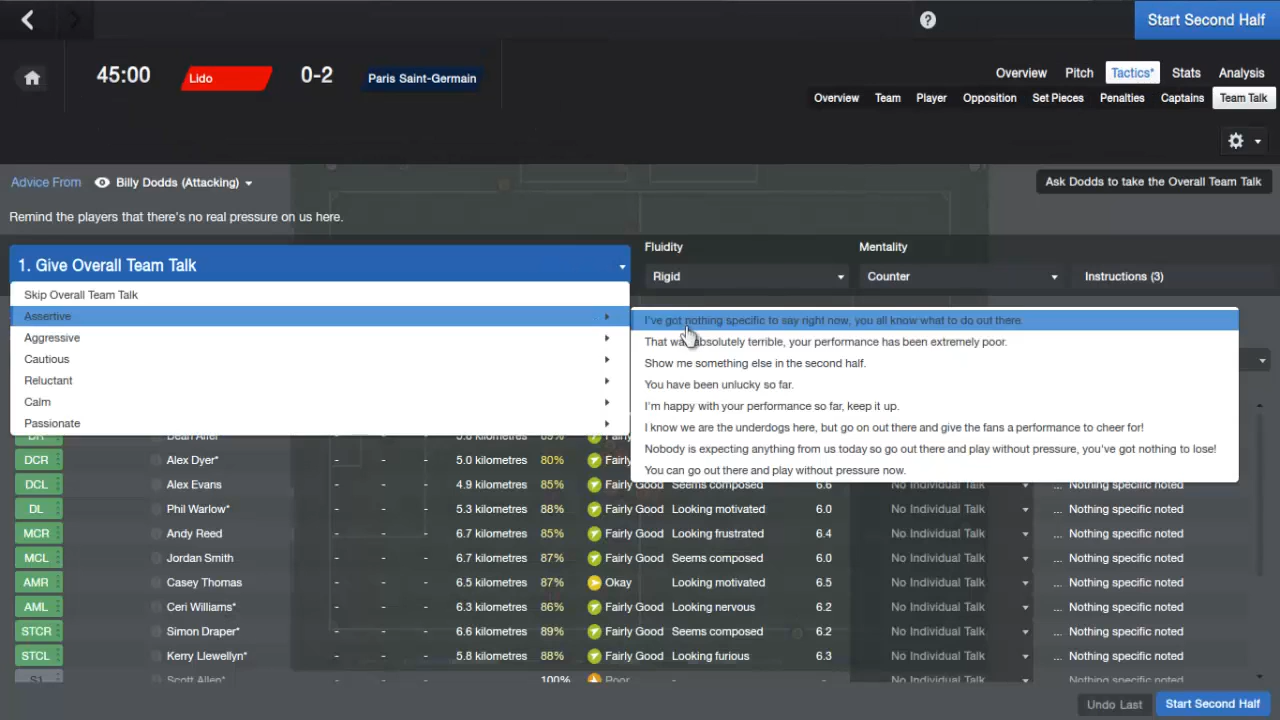 Start Second Half
45:00 Lido 0-2 Paris Saint-Germain
Overview Pitch Tactics* Stats Analysis
Overview Team Player Opposition Set Pieces Penalties Captains Team Talk
Advice From Billy Dodds (Attacking) Ask Dodds to take the Overall Team Talk
Remind the players that there's no real pressure on us here.
Fluidity Mentality
1. Give Overall Team Talk
Rigid Counter Instructions (3)
Skip Overall Team Talk
Assertive
Aggressive
Cautious
Reluctant
Calm
Passionate
I've got nothing specific to say right now, you all know what to do out there.
That was absolutely terrible, your performance has been extremely poor.
Show me something else in the second half.
You have been unlucky so far.
I'm happy with your performance so far, keep it up.
I know we are the underdogs here, but go on out there and give the fans a performance to cheer for!
Nobody is expecting anything from us today so go out there and play without pressure, you've got nothing to lose!
You can go out there and play without pressure now.
DCR Alex Dyer* 5.0 kilometres 80% Fairly
DCL Alex Evans - - - 4.9 kilometres 85% Fairly Good Seems composed 6.6 No Individual Talk ... Nothing specific noted
DL Phil Warlow* - - - 5.3 kilometres 88% Fairly Good Looking motivated 6.0 No Individual Talk ... Nothing specific noted
MCR Andy Reed - - - 6.7 kilometres 85% Fairly Good Looking frustrated 6.4 No Individual Talk ... Nothing specific noted
MCL Jordan Smith - - - 6.4 kilometres 87% Fairly Good Seems composed 6.2 No Individual Talk ... Nothing specific noted
AMR Casey Thomas - - - 6.5 kilometres 87% Okay Looking motivated 6.5 No Individual Talk ... Nothing specific noted
AML Ceri Williams* - - - 6.3 kilometres 86% Fairly Good Looking nervous 6.2 No Individual Talk ... Nothing specific noted
STCR Simon Draper* - - - 6.6 kilometres 89% Fairly Good Seems composed 6.2 No Individual Talk ... Nothing specific noted
STCL Kerry Llewellyn* - - - 5.8 kilometres 88% Fairly Good Looking furious 6.3 No Individual Talk ... Nothing specific noted
S1 Scott Allen* - - - 100% Poor - - No Individual Talk ... Nothing specific noted
Undo Last Start Second Half